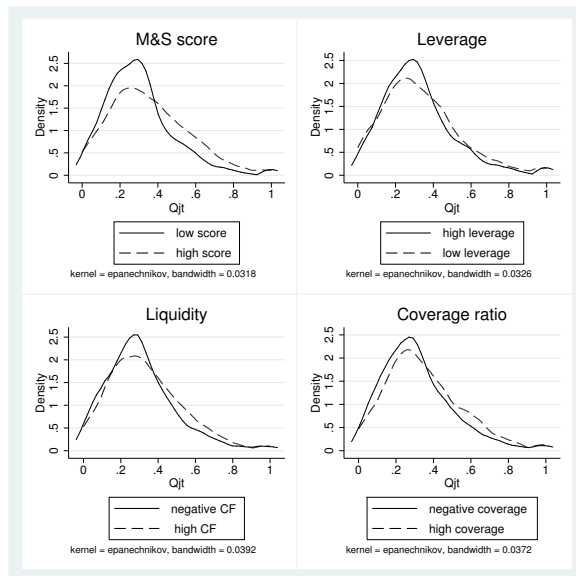 M&S score
Density
0 .5 1 1.5 2 2.5
0 .2 .4 .6 .8 1
Qjt
low score
high score
kernel = epanechnikov, bandwidth = 0.0318
Leverage
Density
0 .5 1 1.5 2 2.5
0 .2 .4 .6 .8 1
Qjt
high leverage
low leverage
kernel = epanechnikov, bandwidth = 0.0326
Liquidity
Density
0 .5 1 1.5 2 2.5
0 .2 .4 .6 .8 1
Qjt
negative CF
high CF
kernel = epanechnikov, bandwidth = 0.0392
Coverage ratio
Density
0 .5 1 1.5 2 2.5
0 .2 .4 .6 .8 1
Qjt
negative coverage
high coverage
kernel = epanechnikov, bandwidth = 0.0372